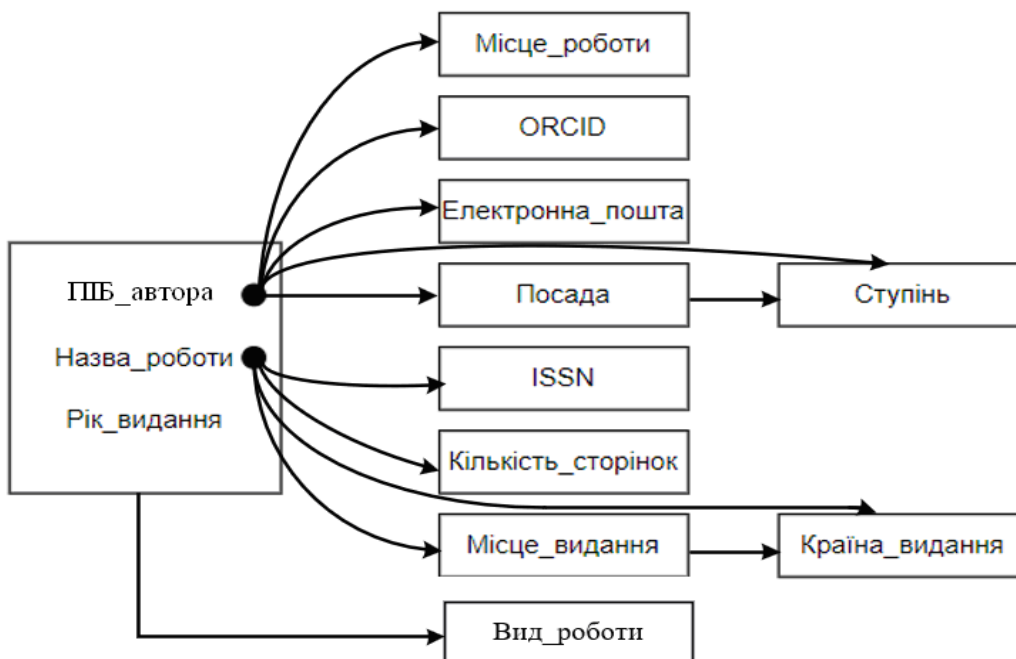 Місце_роботи
ORCID
Електронна_пошта
ПІБ_автора
Посада
Ступінь
Назва_роботи
ISSN
Рік_видання
Кількість_сторінок
Місце_видання
Країна_видання
Вид_роботи